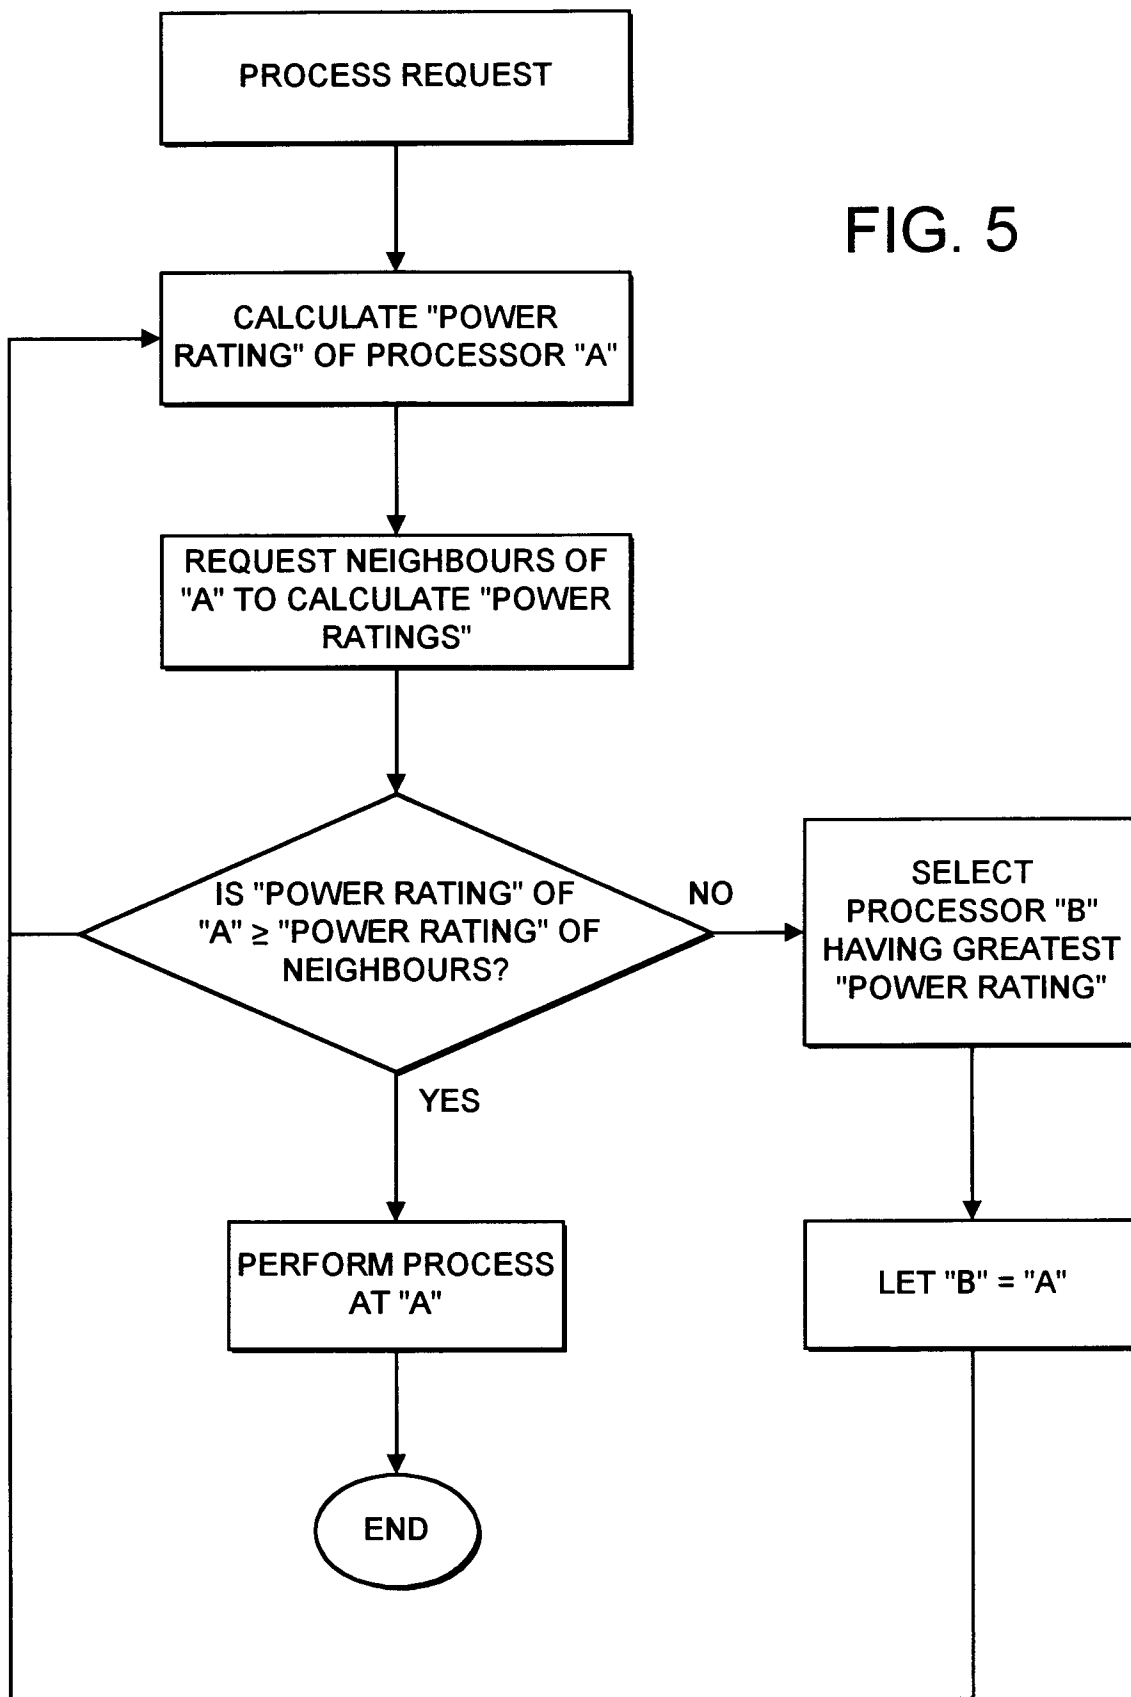 PROCESS REQUEST
FIG. 5
CALCULATE "POWER
RATING" OF PROCESSOR "A"
REQUEST NEIGHBOURS OF
"A" TO CALCULATE "POWER
RATINGS"
IS "POWER RATING" OF
"A" ≥ "POWER RATING" OF
NEIGHBOURS?
NO
SELECT
PROCESSOR "B"
HAVING GREATEST
"POWER RATING"
YES
PERFORM PROCESS
AT "A"
LET "B" = "A"
END